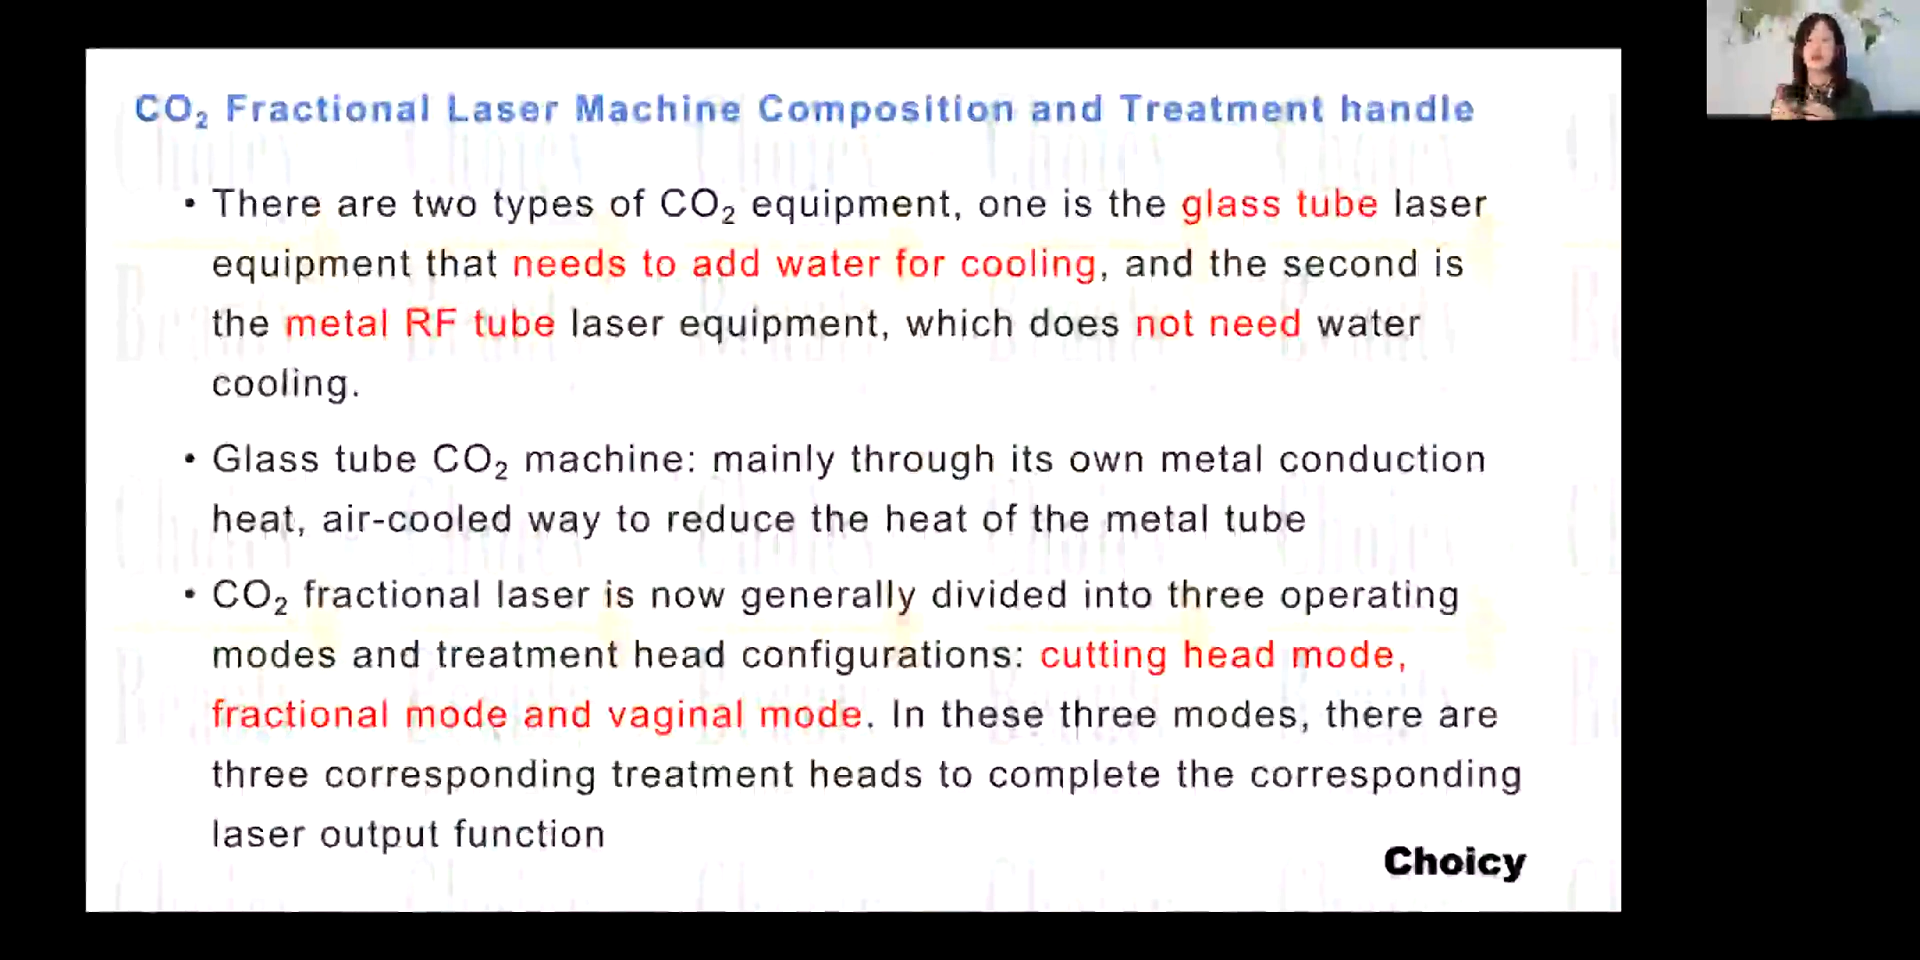 CO₂ Fractional Laser Machine Composition and Treatment handle
• There are two types of CO₂ equipment, one is the glass tube laser
equipment that needs to add water for cooling, and the second is
the metal RF tube laser equipment, which does not need water
cooling.
• Glass tube CO₂ machine: mainly through its own metal conduction
heat, air-cooled way to reduce the heat of the metal tube
• CO₂ fractional laser is now generally divided into three operating
modes and treatment head configurations: cutting head mode,
fractional mode and vaginal mode. In these three modes, there are
three corresponding treatment heads to complete the corresponding
laser output function
Choicy